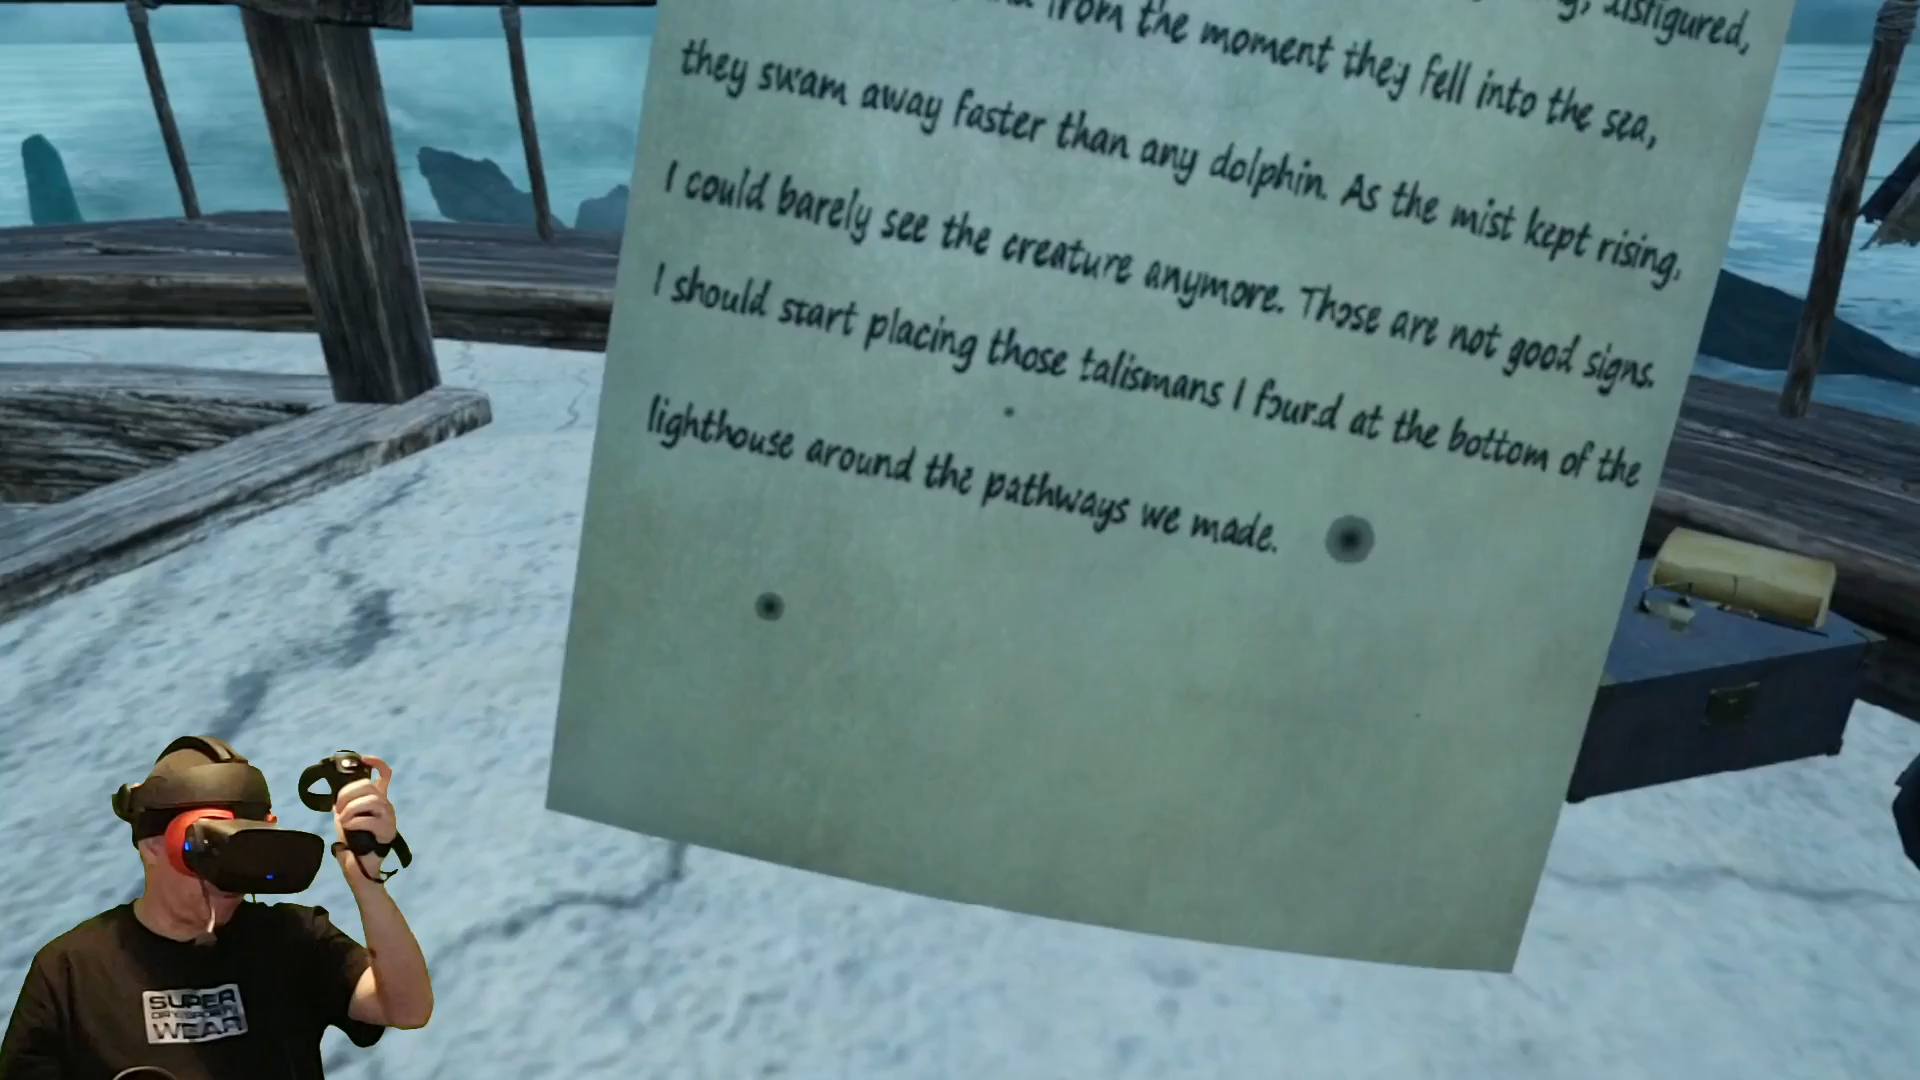 disfigured,
from the moment they fell into the sea,
they swam away faster than any dolphin. As the mist kept rising,
I could barely see the creature anymore. Those are not good signs.
I should start placing those talismans I found at the bottom of the
lighthouse around the pathways we made.
SUPER
WEAR